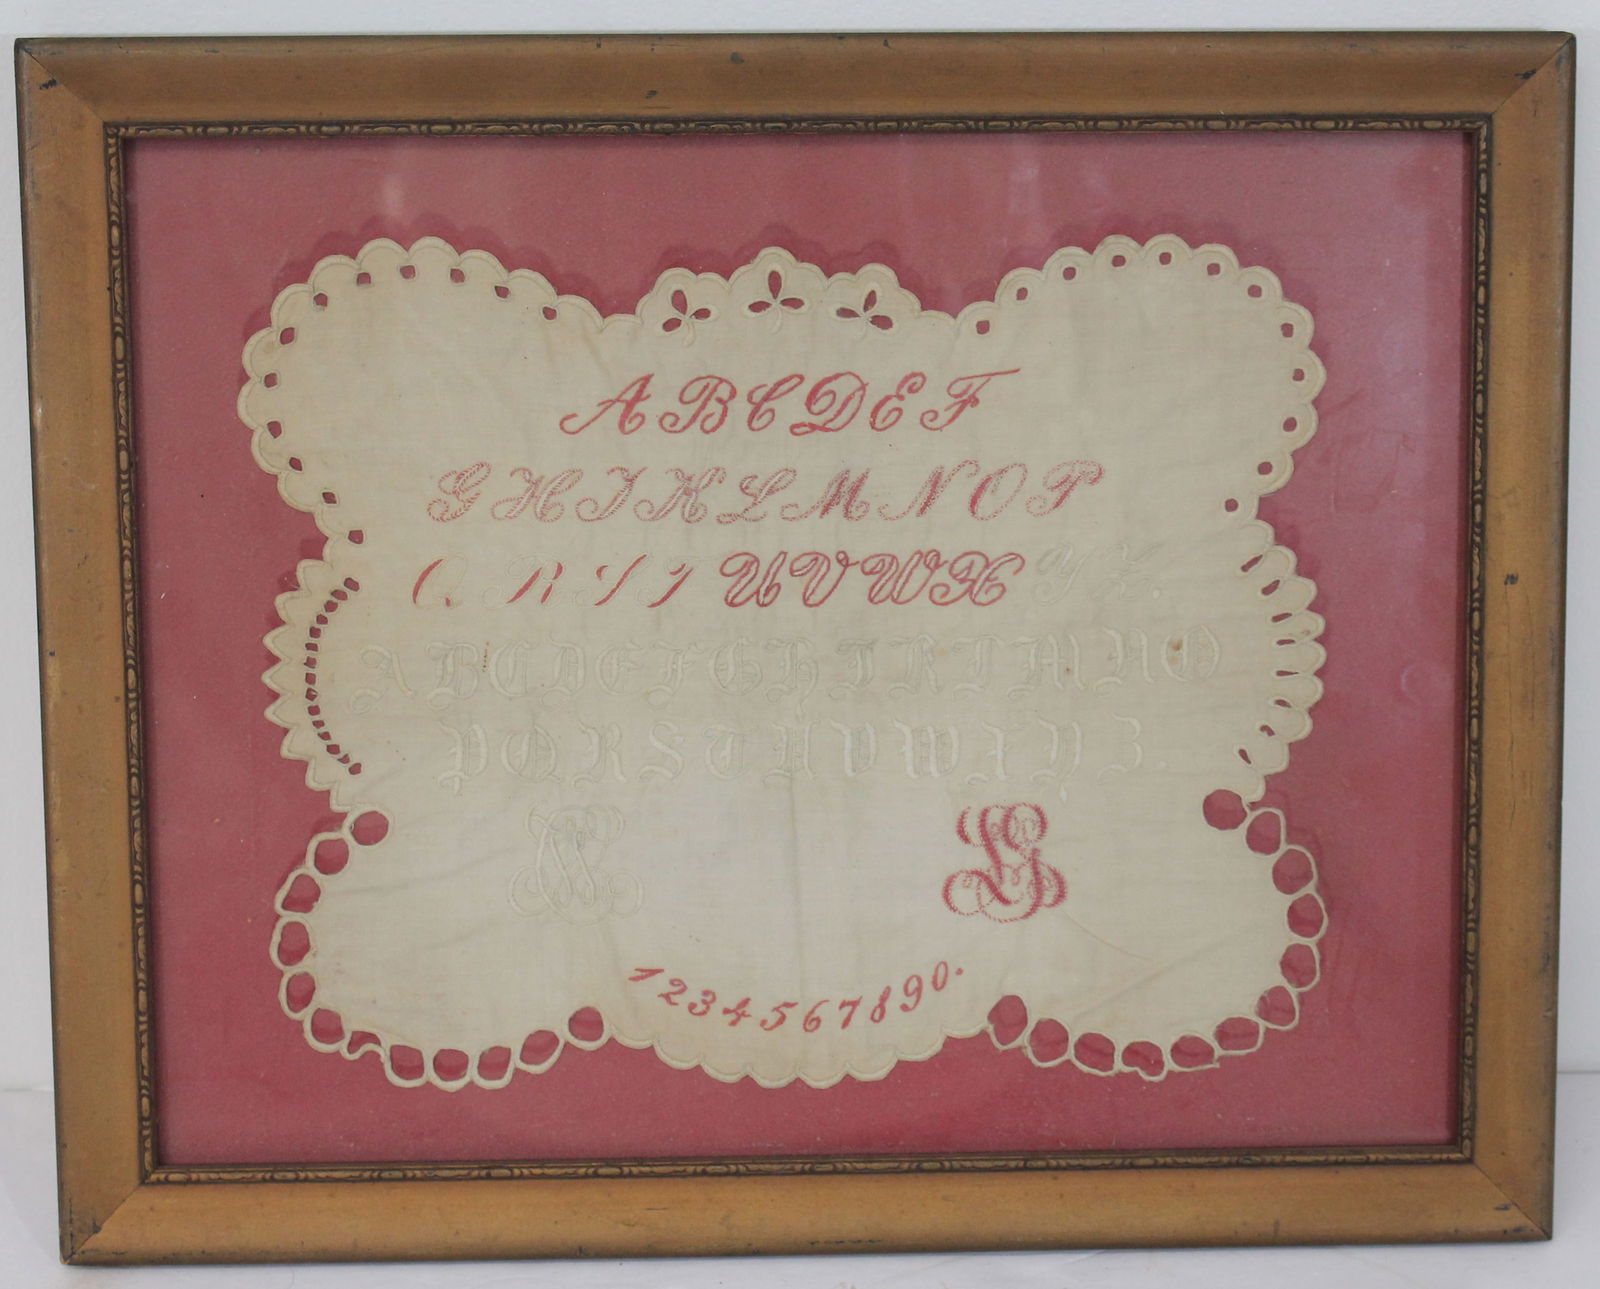 A B C D E F
G H I K L M N O P
Q R S T U V W X Y Z.
A B C D E F G H I K L M N O
P Q R S T U V W X Y Z.
1 2 3 4 5 6 7 8 9 0.